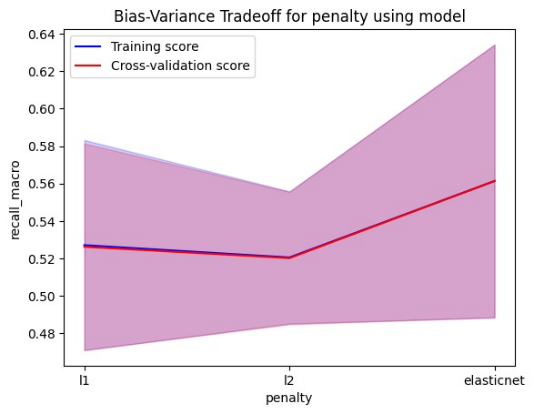 Bias-Variance Tradeoff for penalty using model
Training score
Cross-validation score
recall_macro
0.64
0.62
0.60
0.58
0.56
0.54
0.52
0.50
0.48
l1
l2
elasticnet
penalty